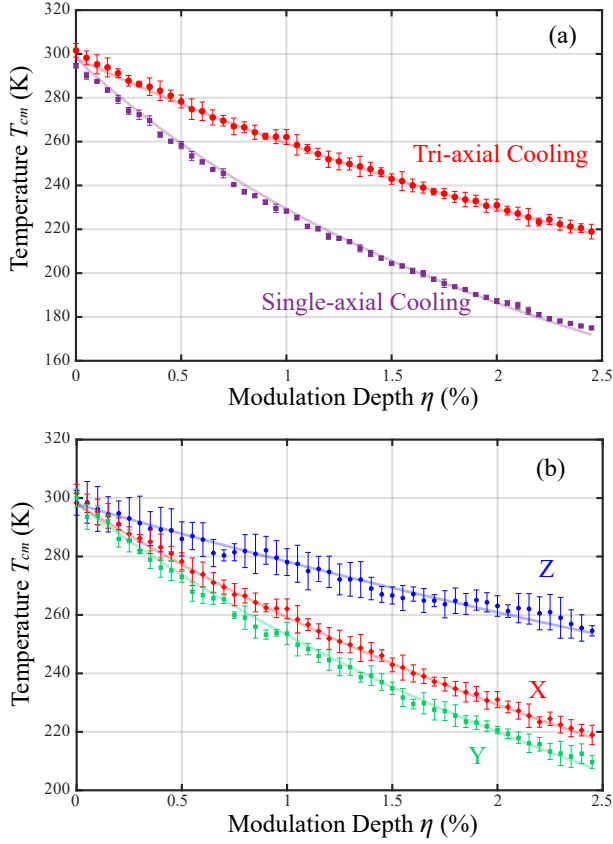 320
(a)
300
280
260
240
220
200
180
160
Temperature T_cm (K)
Tri-axial Cooling
Single-axial Cooling
0 0.5 1 1.5 2 2.5
Modulation Depth η (%)
320
(b)
300
280
260
240
220
200
Temperature T_cm (K)
Z
X
Y
0 0.5 1 1.5 2 2.5
Modulation Depth η (%)